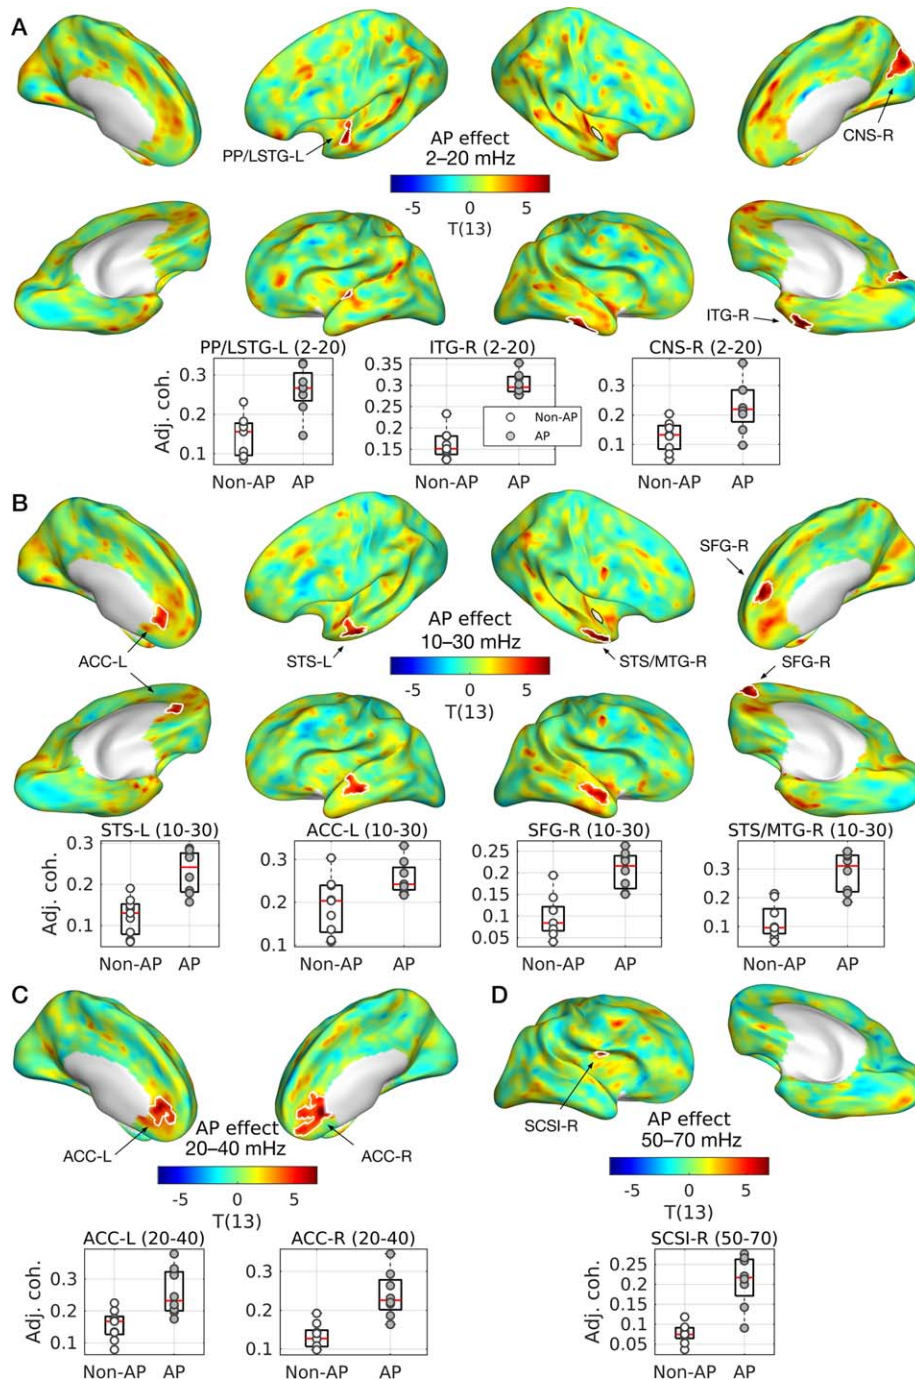 A
PP/LSTG-L
CNS-R
AP effect
2–20 mHz
-5 0 5
T(13)
ITG-R
PP/LSTG-L (2-20)
ITG-R (2-20)
CNS-R (2-20)
Adj. coh.
0.3
0.2
0.1
0.35
0.3
0.25
0.2
0.15
0.4
0.3
0.2
0.1
Non-AP
AP
Non-AP AP
Non-AP AP
Non-AP AP
B
SFG-R
ACC-L
STS-L
AP effect
10–30 mHz
STS/MTG-R
SFG-R
-5 0 5
T(13)
STS-L (10-30)
ACC-L (10-30)
SFG-R (10-30)
STS/MTG-R (10-30)
Adj. coh.
0.3
0.2
0.1
0.3
0.2
0.1
0.25
0.2
0.15
0.1
0.05
0.3
0.2
0.1
Non-AP AP
Non-AP AP
Non-AP AP
Non-AP AP
C
ACC-L
AP effect
20–40 mHz
ACC-R
-5 0 5
T(13)
ACC-L (20-40)
ACC-R (20-40)
Adj. coh.
0.3
0.2
0.1
0.3
0.2
0.1
Non-AP AP
Non-AP AP
D
SCSI-R
AP effect
50–70 mHz
-5 0 5
T(13)
SCSI-R (50-70)
Adj. coh.
0.25
0.2
0.15
0.1
0.05
Non-AP AP